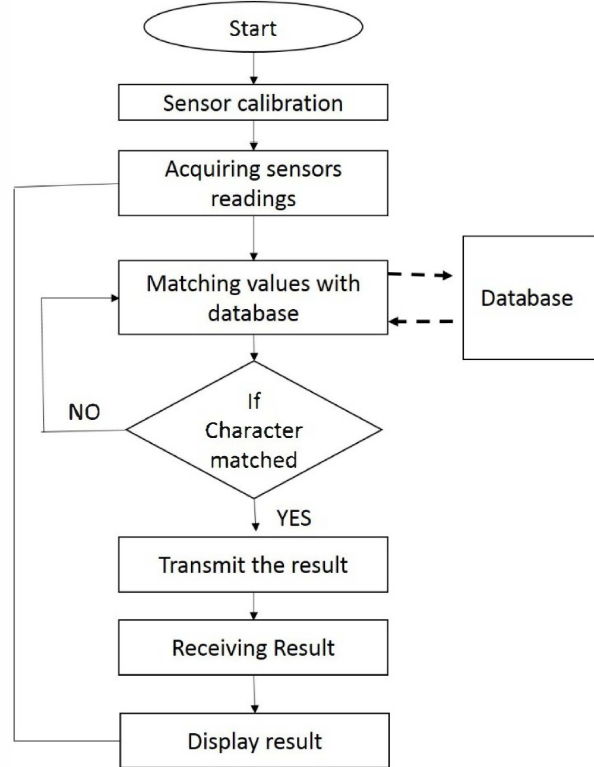 Start
Sensor calibration
Acquiring sensors
readings
Matching values with
database
Database
If
Character
matched
NO
YES
Transmit the result
Receiving Result
Display result